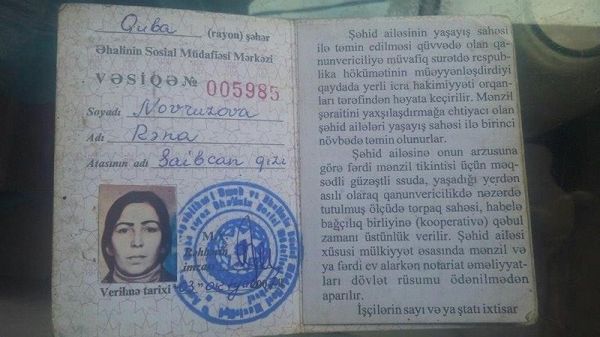 Quba (rayon) şəhər
Əhalinin Sosial Müdafiəsi Mərkəzi
VƏSİQƏ № 005985
Soyadı Novruzova
Adı Rəna
Atasının adı Saibcan qızı
M.Y.
Rəhbərin
imzası
Verilmə tarixi «03»
Şəhid ailəsinin yaşayış sahəsi
ilə təmin edilməsi qüvvədə olan qa-
nunvericiliyə müvafiq surətdə respub-
lika hökümətinin müəyyənləşdirdiyi
qaydada yerli icra hakimiyyəti orqan-
ları tərəfindən həyata keçirilir. Mənzil
şəraitini yaxşılaşdırmağa ehtiyacı olan
şəhid ailələri yaşayış sahəsi ilə birinci
növbədə təmin olunurlar.
Şəhid ailəsinə onun arzusuna
görə fərdi mənzil tikintisi üçün məq-
sədli güzəştli ssuda, yaşadığı yerdən
asılı olaraq qanunvericilikdə nəzərdə
tutulmuş ölçüdə torpaq sahəsi, habelə
bağçılıq birliyinə (kooperativə) qəbul
zamanı üstünlük verilir. Şəhid ailəsi
xüsusi mülkiyyət əsasında mənzil və
ya fərdi ev alarkən notariat əməliyyat-
ları dövlət rüsumu ödənilmədən
aparılır.
İşçilərin sayı və ya ştatı ixtisar